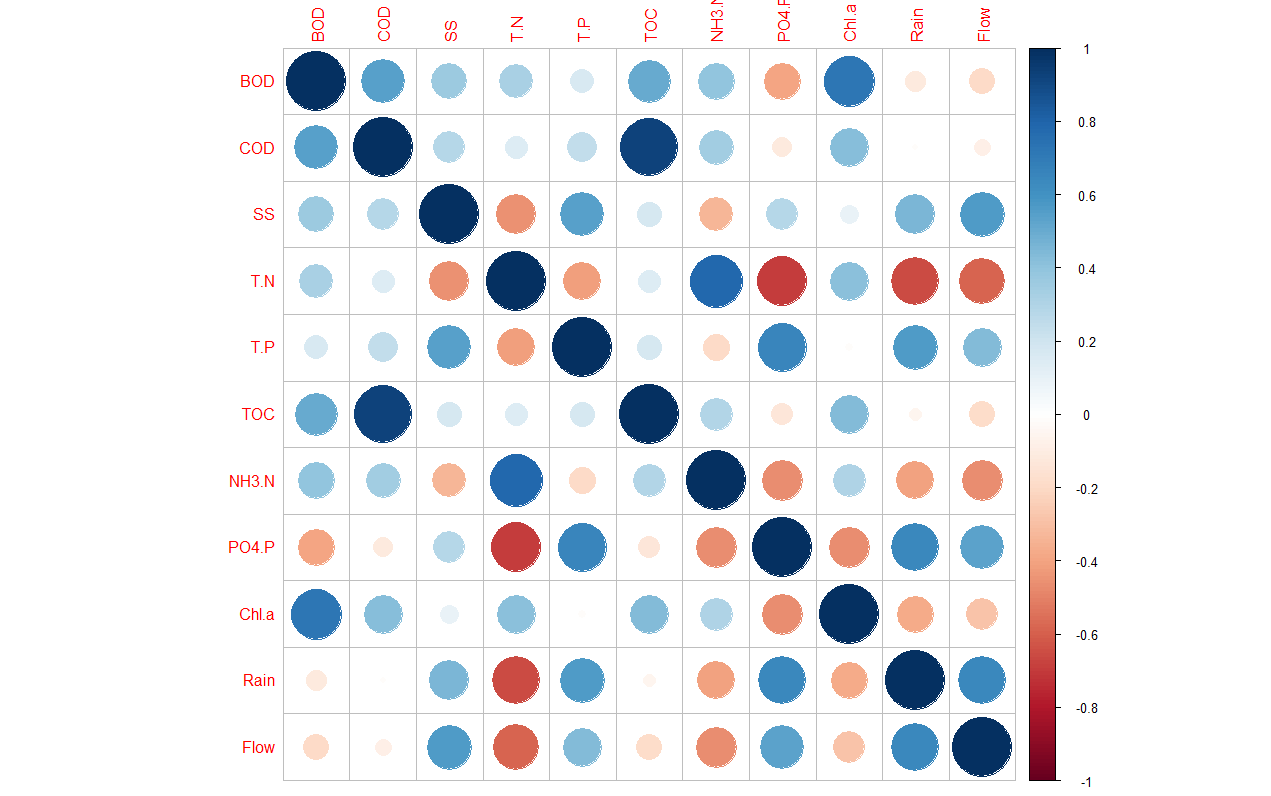 BOD COD SS T.N T.P TOC NH3.N PO4.P Chl.a Rain Flow
BOD
COD
SS
T.N
T.P
TOC
NH3.N
PO4.P
Chl.a
Rain
Flow
1
0.8
0.6
0.4
0.2
0
-0.2
-0.4
-0.6
-0.8
-1